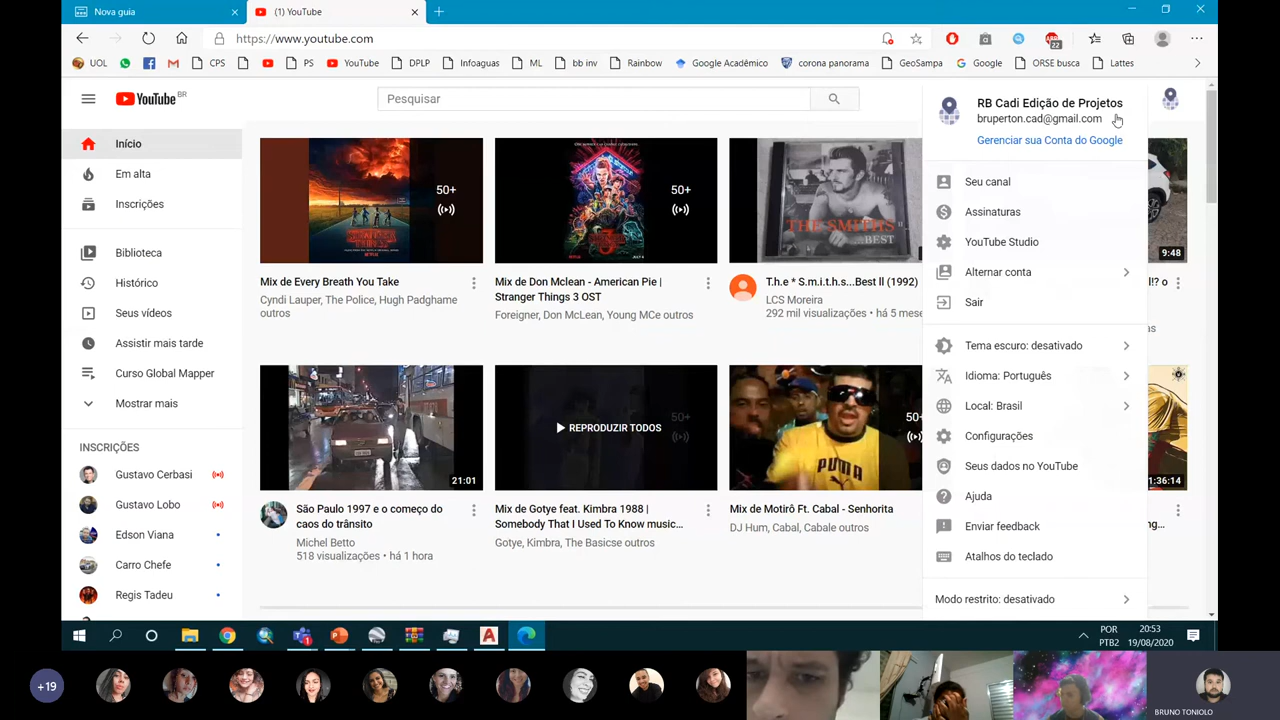 Nova guia
(1) YouTube
https://www.youtube.com
22
UOL
CPS
PS
YouTube
DPLP
Infoaguas
ML
bb inv
Rainbow
Google Acadêmico
corona panorama
GeoSampa
Google
ORSE busca
Lattes
YouTube BR
Pesquisar
RB Cadi Edição de Projetos
bruperton.cad@gmail.com
Gerenciar sua Conta do Google
Início
Em alta
Inscrições
Biblioteca
Histórico
Seus vídeos
Assistir mais tarde
Curso Global Mapper
Mostrar mais
INSCRIÇÕES
Gustavo Cerbasi
Gustavo Lobo
Edson Viana
Carro Chefe
Regis Tadeu
50+
Mix de Every Breath You Take
Cyndi Lauper, The Police, Hugh Padghame
outros
50+
Mix de Don Mclean - American Pie |
Stranger Things 3 OST
Foreigner, Don McLean, Young MCe outros
THE SMITHS
...BEST
T.h.e * S.m.i.t.h.s...Best ll (1992)
LCS Moreira
292 mil visualizações • há 5 mese
9:48
!? o
as
21:01
São Paulo 1997 e o começo do
caos do trânsito
Michel Betto
518 visualizações • há 1 hora
REPRODUZIR TODOS
50+
Mix de Gotye feat. Kimbra 1988 |
Somebody That I Used To Know music...
Gotye, Kimbra, The Basicse outros
PUMA
50+
Mix de Motirô Ft. Cabal - Senhorita
DJ Hum, Cabal, Cabale outros
1:36:14
ng...
Seu canal
Assinaturas
YouTube Studio
Alternar conta
Sair
Tema escuro: desativado
Idioma: Português
Local: Brasil
Configurações
Seus dados no YouTube
Ajuda
Enviar feedback
Atalhos do teclado
Modo restrito: desativado
POR
PTB2
20:53
19/08/2020
+19
BRUNO TONIOLO